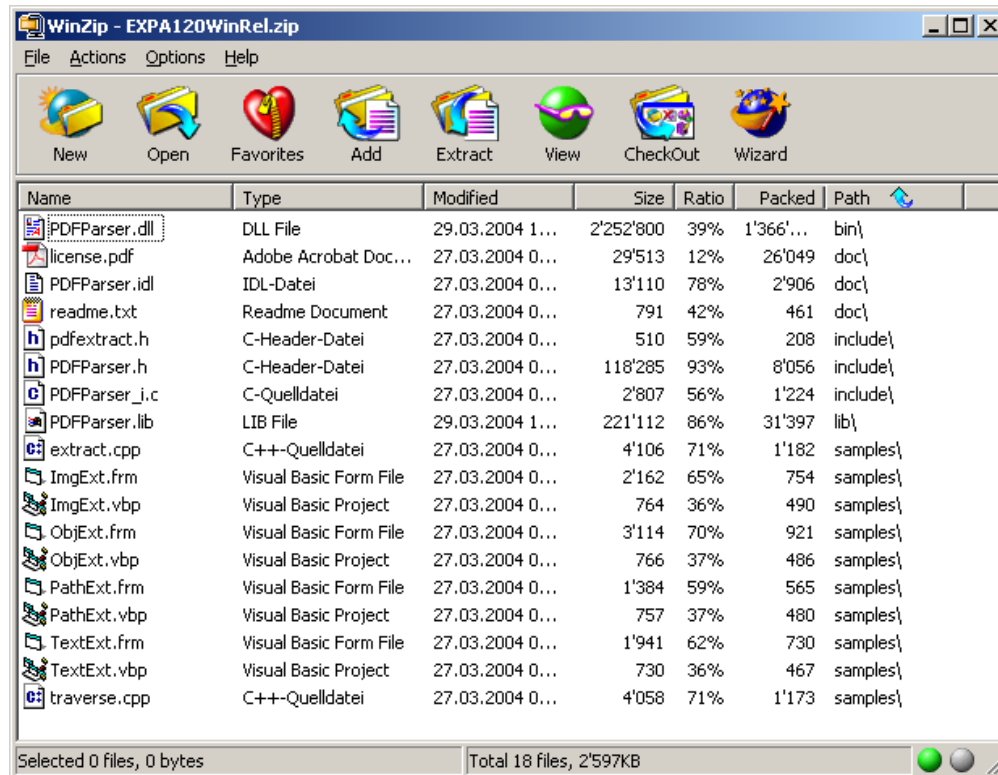 WinZip - EXPA120WinRel.zip
File Actions Options Help
New Open Favorites Add Extract View CheckOut Wizard
Name Type Modified Size Ratio Packed Path
PDFParser.dll DLL File 29.03.2004 1... 2'252'800 39% 1'366'... bin\
license.pdf Adobe Acrobat Doc... 27.03.2004 0... 29'513 12% 26'049 doc\
PDFParser.idl IDL-Datei 27.03.2004 0... 13'110 78% 2'906 doc\
readme.txt Readme Document 27.03.2004 0... 791 42% 461 doc\
pdfextract.h C-Header-Datei 27.03.2004 0... 510 59% 208 include\
PDFParser.h C-Header-Datei 27.03.2004 0... 118'285 93% 8'056 include\
PDFParser_i.c C-Quelldatei 27.03.2004 0... 2'807 56% 1'224 include\
PDFParser.lib LIB File 29.03.2004 1... 221'112 86% 31'397 lib\
extract.cpp C++-Quelldatei 27.03.2004 0... 4'106 71% 1'182 samples\
ImgExt.frm Visual Basic Form File 27.03.2004 0... 2'162 65% 754 samples\
ImgExt.vbp Visual Basic Project 27.03.2004 0... 764 36% 490 samples\
ObjExt.frm Visual Basic Form File 27.03.2004 0... 3'114 70% 921 samples\
ObjExt.vbp Visual Basic Project 27.03.2004 0... 766 37% 486 samples\
PathExt.frm Visual Basic Form File 27.03.2004 0... 1'384 59% 565 samples\
PathExt.vbp Visual Basic Project 27.03.2004 0... 757 37% 480 samples\
TextExt.frm Visual Basic Form File 27.03.2004 0... 1'941 62% 730 samples\
TextExt.vbp Visual Basic Project 27.03.2004 0... 730 36% 467 samples\
traverse.cpp C++-Quelldatei 27.03.2004 0... 4'058 71% 1'173 samples\
Selected 0 files, 0 bytes Total 18 files, 2'597KB